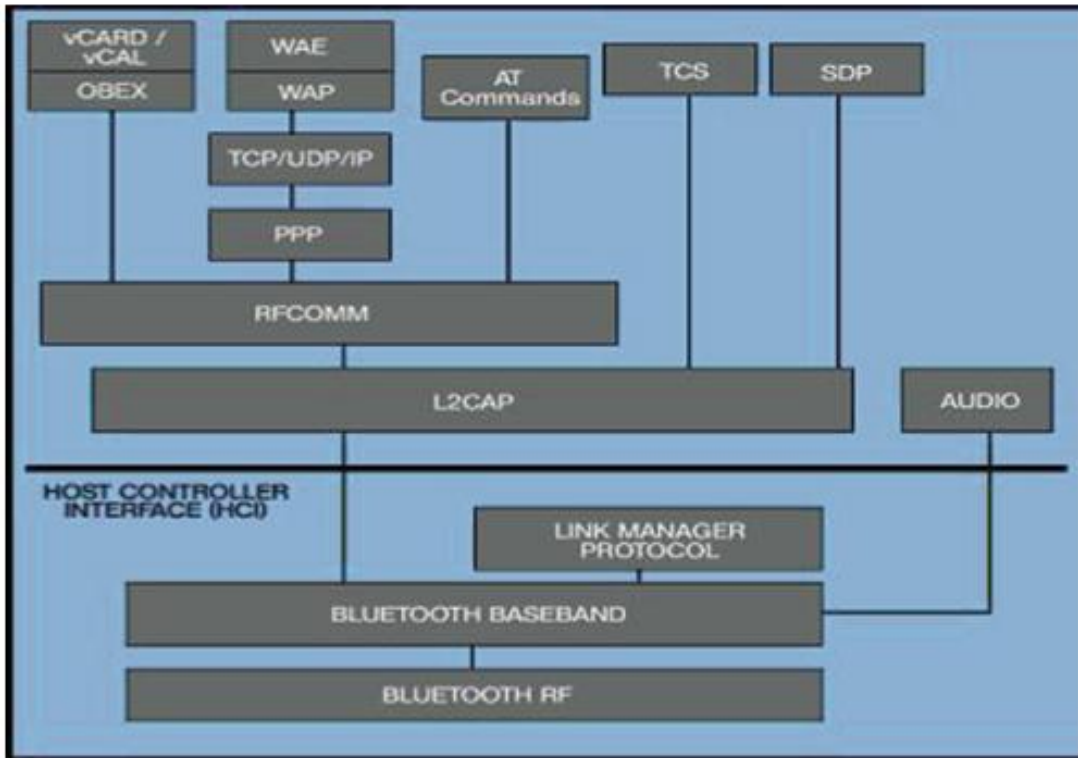 vCARD /
vCAL
OBEX
WAE
WAP
AT
Commands
TCS
SDP
TCP/UDP/IP
PPP
RFCOMM
L2CAP
AUDIO
HOST CONTROLLER
INTERFACE (HCI)
LINK MANAGER
PROTOCOL
BLUETOOTH BASEBAND
BLUETOOTH RF